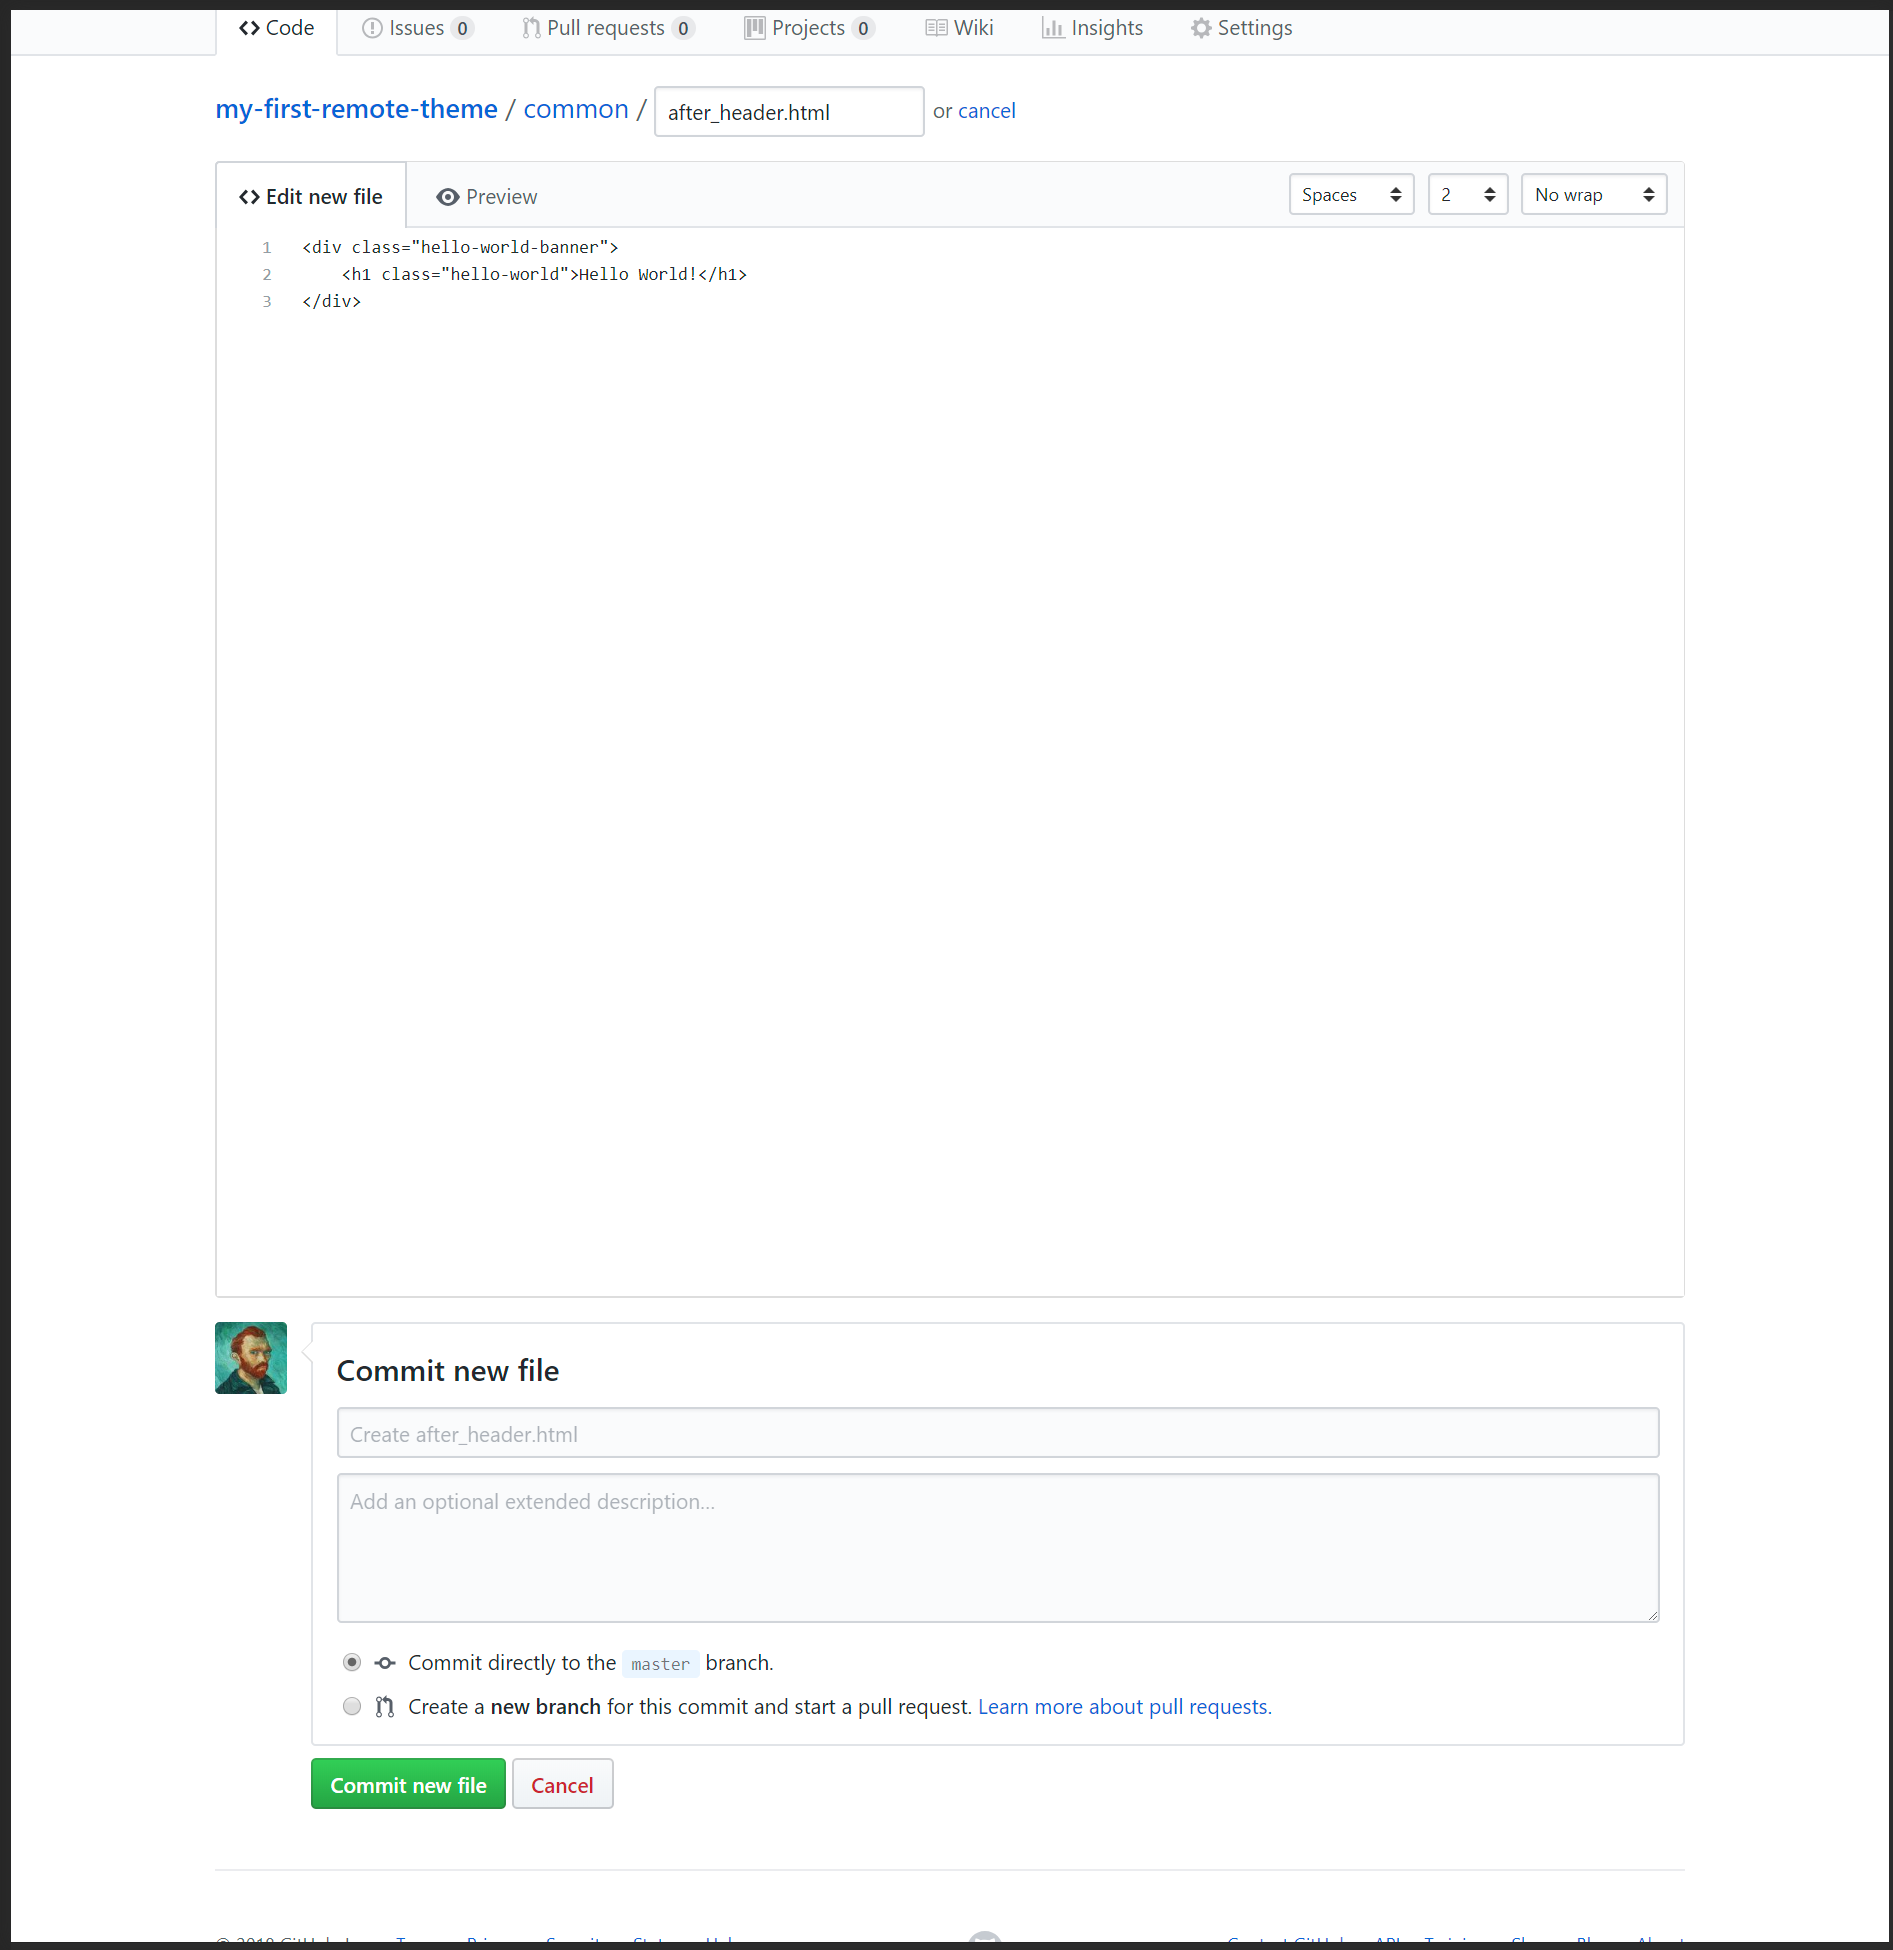 Code Issues 0 Pull requests 0 Projects 0 Wiki Insights Settings
my-first-remote-theme / common / after_header.html or cancel
Edit new file Preview Spaces 2 No wrap
1 <div class="hello-world-banner">
2     <h1 class="hello-world">Hello World!</h1>
3 </div>
Commit new file
Create after_header.html
Add an optional extended description...
Commit directly to the master branch.
Create a new branch for this commit and start a pull request. Learn more about pull requests.
Commit new file Cancel